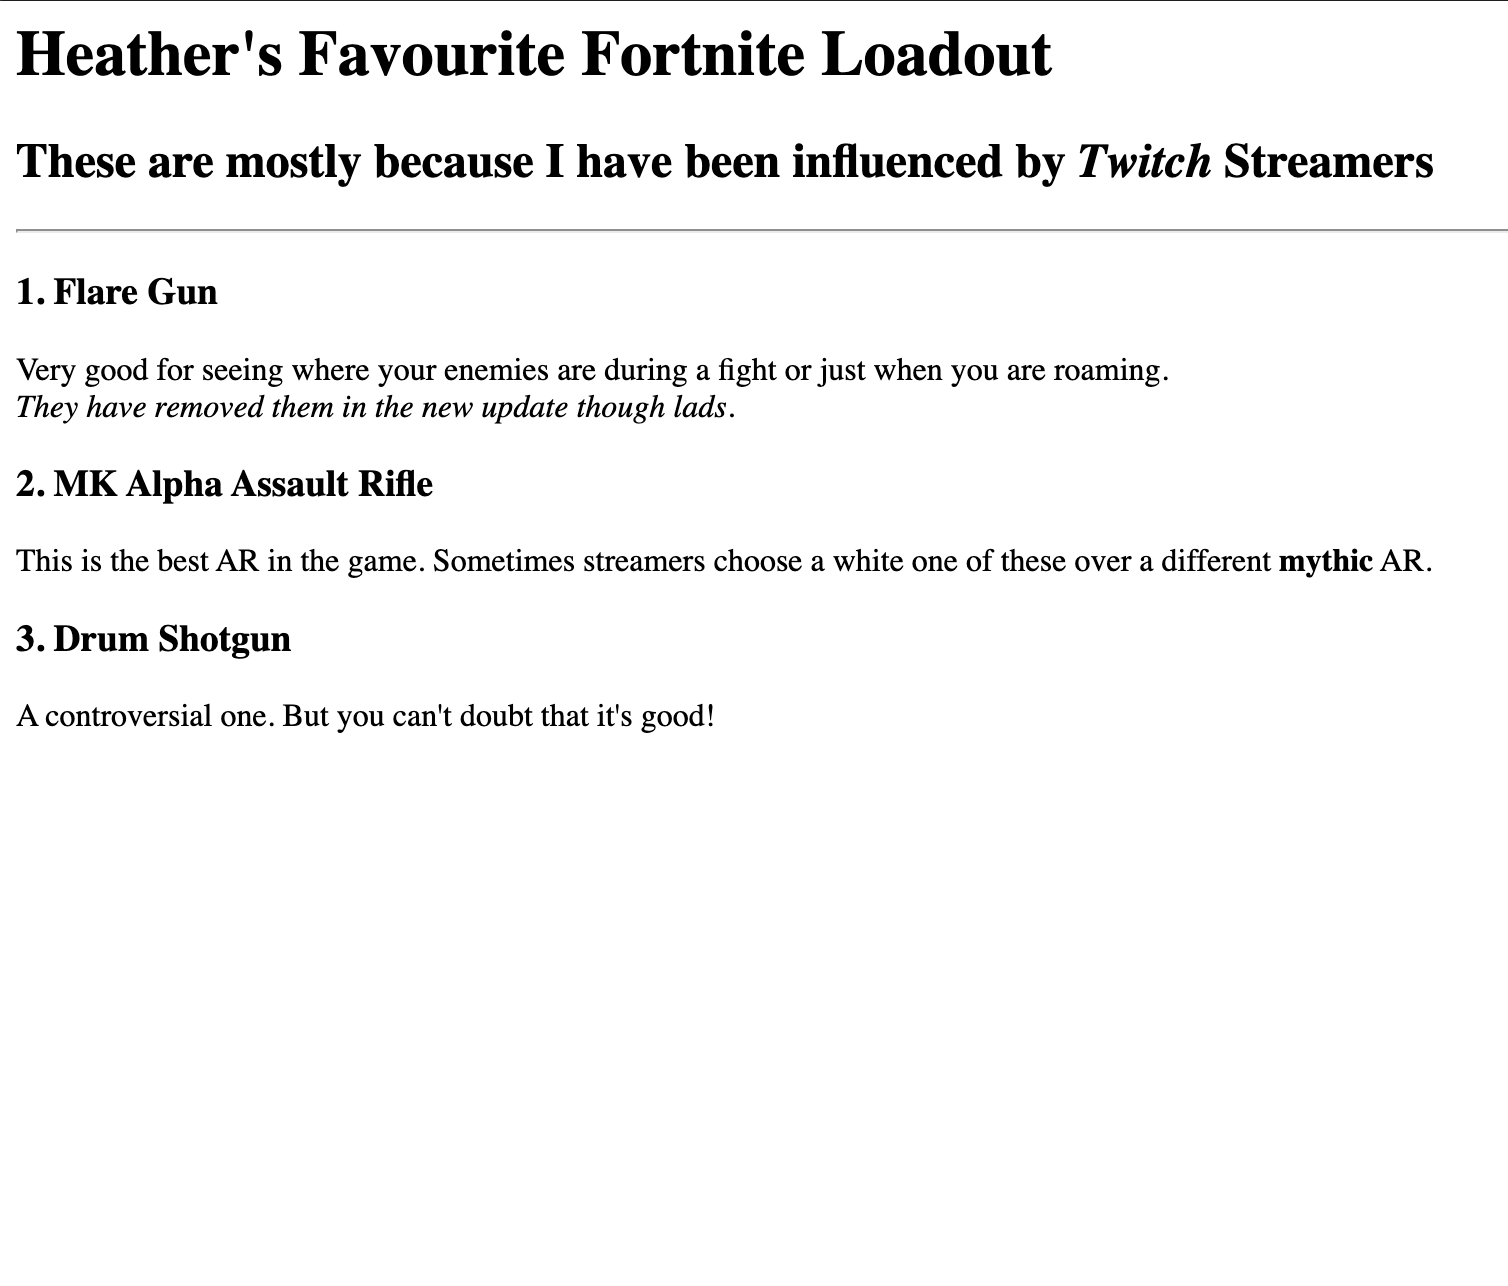 Heather's Favourite Fortnite Loadout
These are mostly because I have been influenced by Twitch Streamers
1. Flare Gun
Very good for seeing where your enemies are during a fight or just when you are roaming.
They have removed them in the new update though lads.
2. MK Alpha Assault Rifle
This is the best AR in the game. Sometimes streamers choose a white one of these over a different mythic AR.
3. Drum Shotgun
A controversial one. But you can't doubt that it's good!